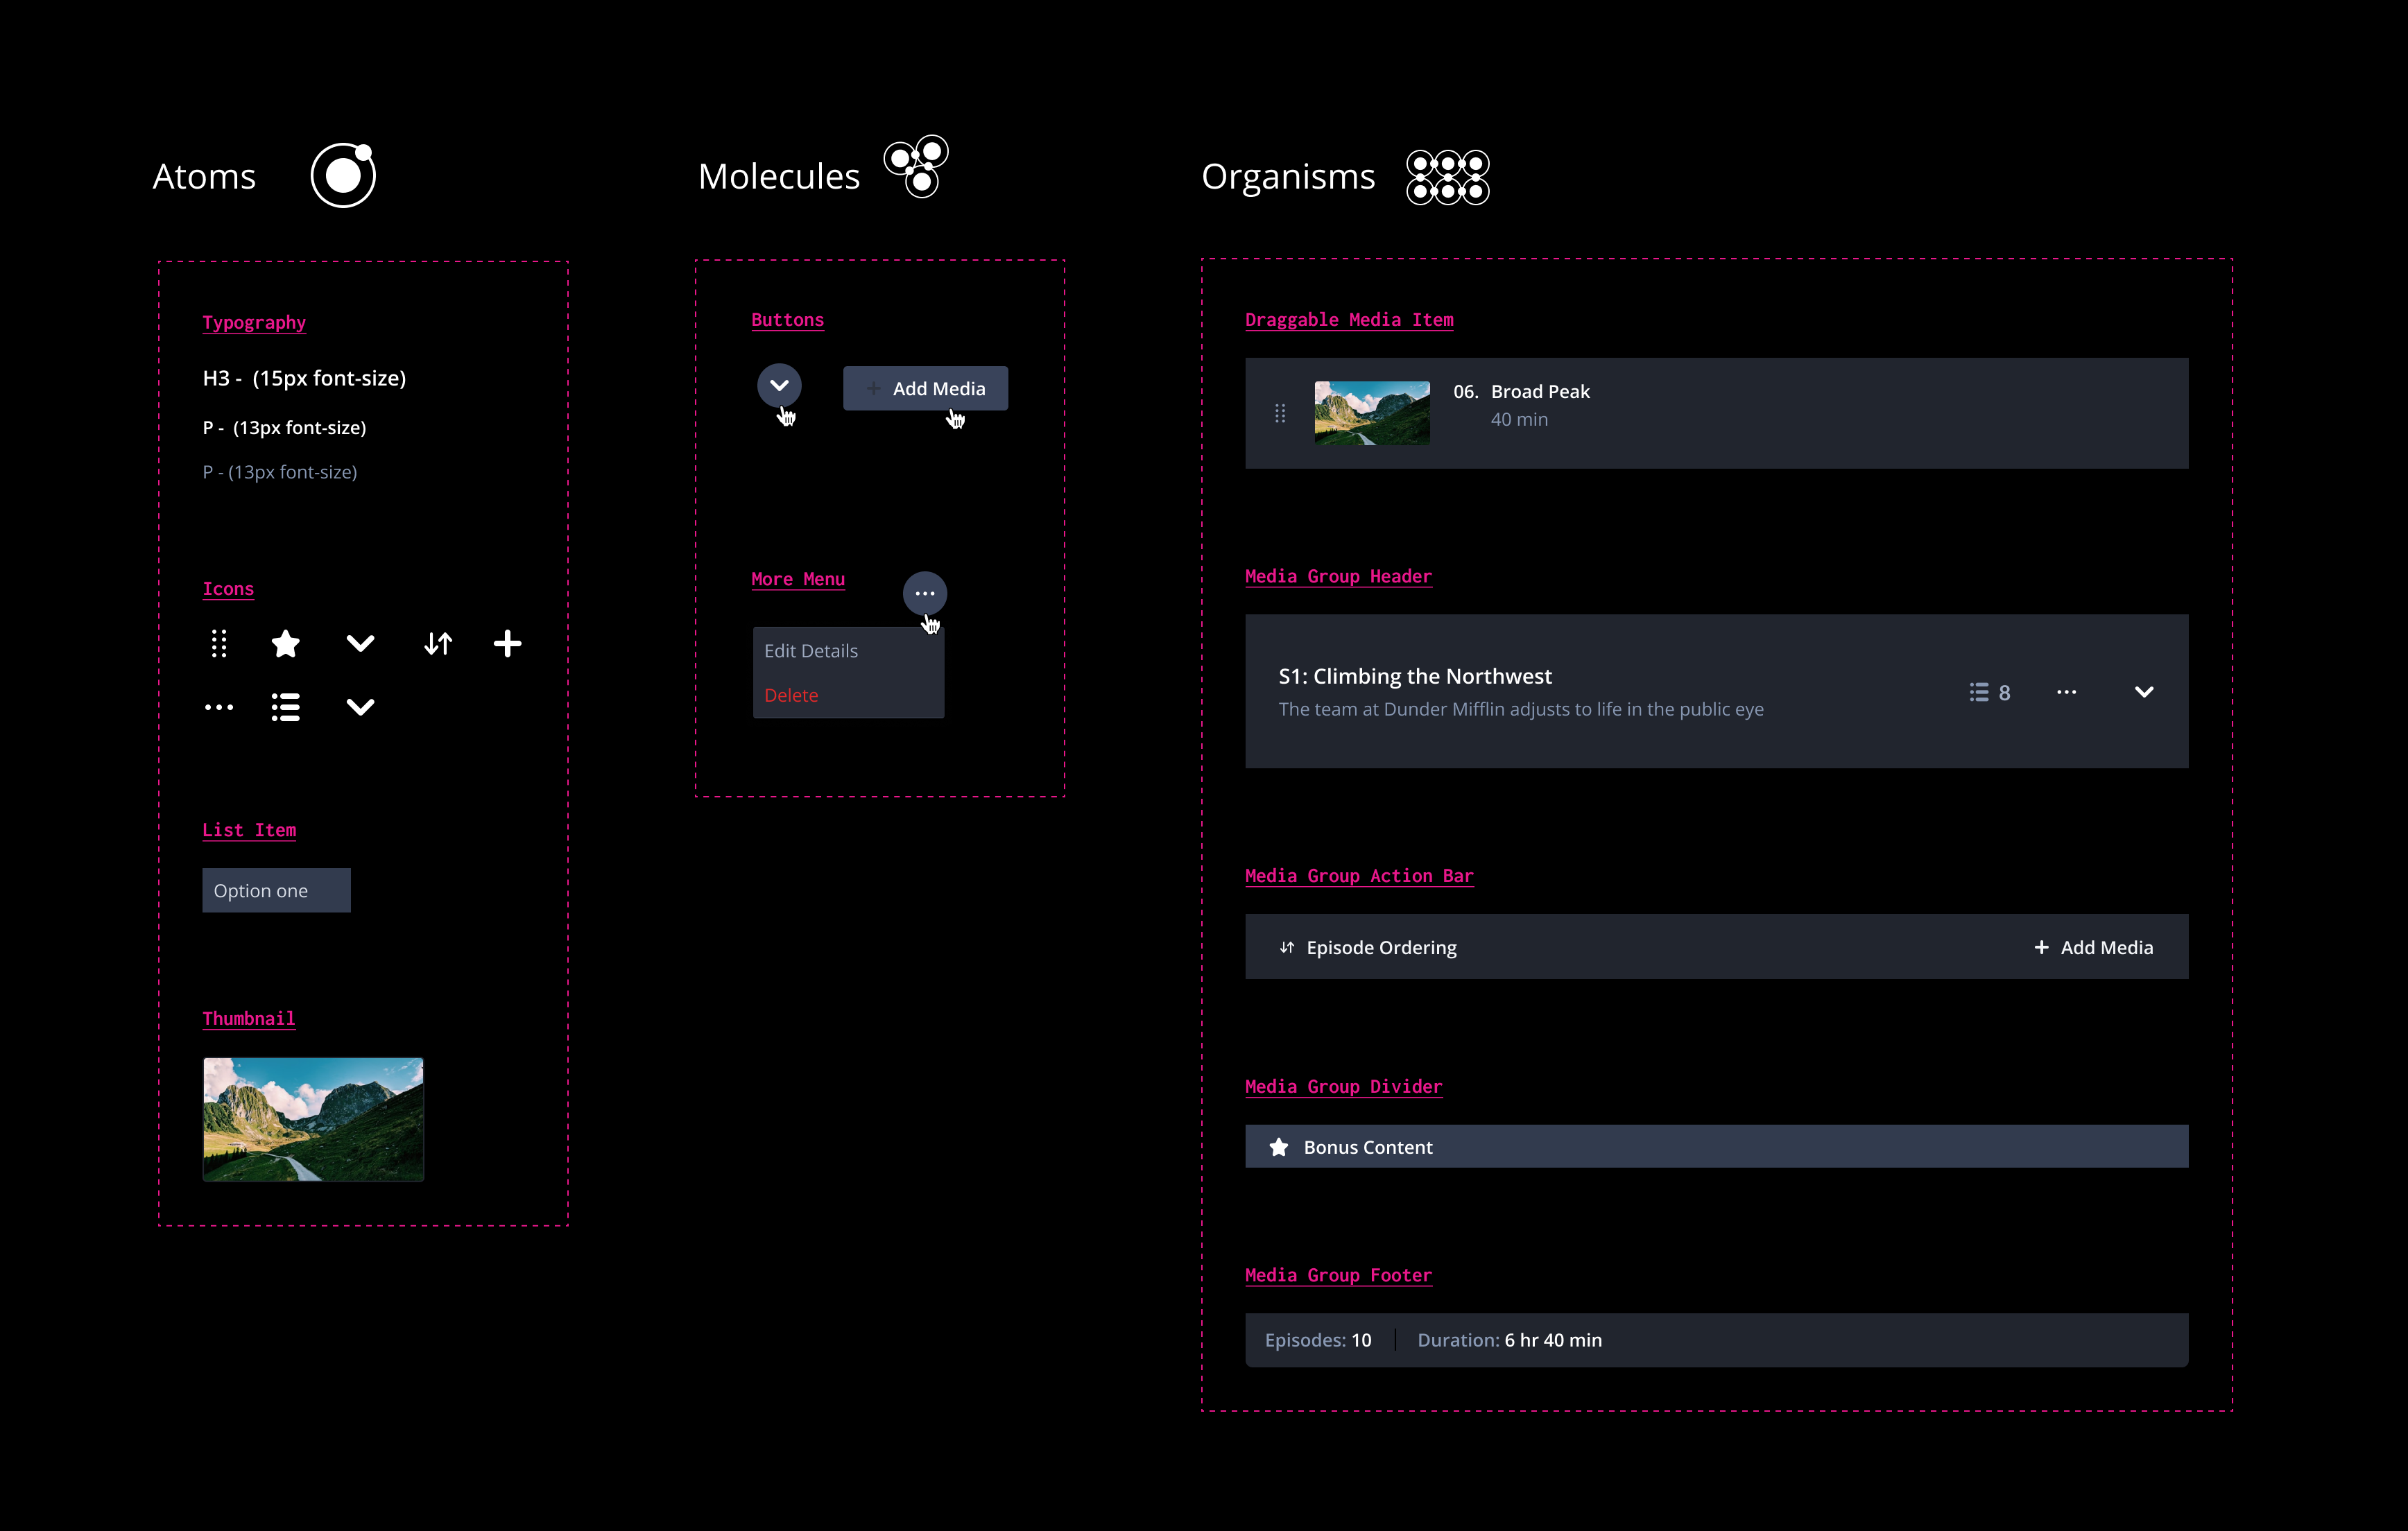 Atoms
Typography
H3 - (15px font-size)
P - (13px font-size)
P - (13px font-size)
Icons
List Item
Option one
Thumbnail
Molecules
Buttons
Add Media
More Menu
Edit Details
Delete
Organisms
Draggable Media Item
06. Broad Peak
40 min
Media Group Header
S1: Climbing the Northwest
The team at Dunder Mifflin adjusts to life in the public eye
8
Media Group Action Bar
Episode Ordering
Add Media
Media Group Divider
Bonus Content
Media Group Footer
Episodes: 10
Duration: 6 hr 40 min